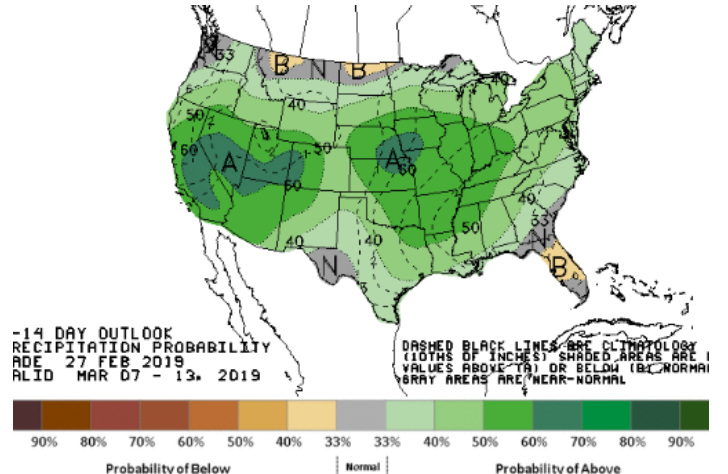 N
33
B
N
B
33
40
40
50
60
A
50
60
A
60
40
33
N
50
40
40
N
B
-14 DAY OUTLOOK
RECIPITATION PROBABILITY
ADE 27 FEB 2019
ALID MAR 07 - 13, 2019
DASHED BLACK LINES ARE CLIMATOLOGY
(10THS OF INCHES) SHADED AREAS ARE
VALUES ABOVE (A) OR BELOW (B) NORMAL
GRAY AREAS ARE NEAR-NORMAL
90% 80% 70% 60% 50% 40% 33% 33% 40% 50% 60% 70% 80% 90%
Probability of Below Normal Probability of Above